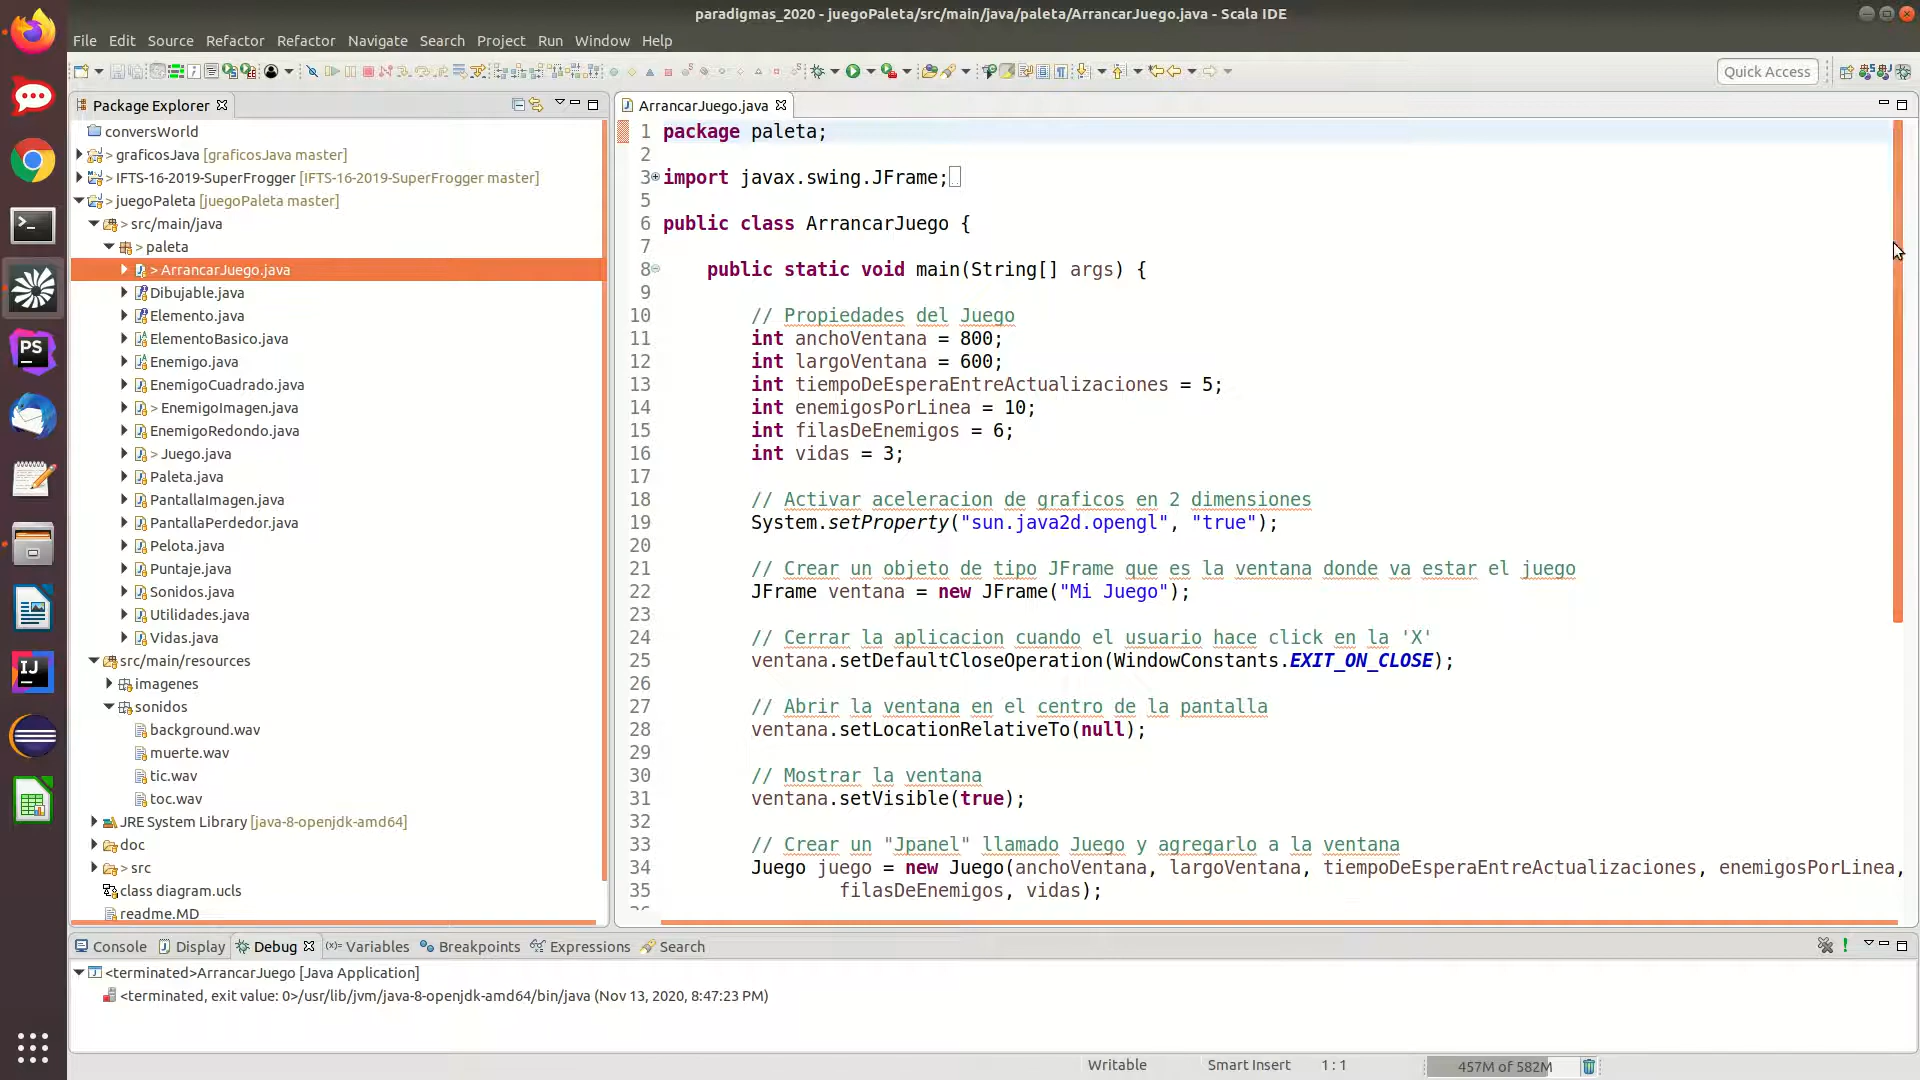 paradigmas_2020 - juegoPaleta/src/main/java/paleta/ArrancarJuego.java - Scala IDE
File Edit Source Refactor Refactor Navigate Search Project Run Window Help
Quick Access
Package Explorer
ArrancarJuego.java
conversWorld
> graficosJava [graficosJava master]
> IFTS-16-2019-SuperFrogger [IFTS-16-2019-SuperFrogger master]
> juegoPaleta [juegoPaleta master]
> src/main/java
> paleta
> ArrancarJuego.java
Dibujable.java
Elemento.java
ElementoBasico.java
Enemigo.java
EnemigoCuadrado.java
> EnemigoImagen.java
EnemigoRedondo.java
> Juego.java
Paleta.java
PantallaImagen.java
PantallaPerdedor.java
Pelota.java
Puntaje.java
Sonidos.java
Utilidades.java
Vidas.java
src/main/resources
imagenes
sonidos
background.wav
muerte.wav
tic.wav
toc.wav
JRE System Library [java-8-openjdk-amd64]
doc
> src
class diagram.ucls
readme.MD
1 package paleta;
2
3 import javax.swing.JFrame;
5
6 public class ArrancarJuego {
7
8 public static void main(String[] args) {
9
10 // Propiedades del Juego
11 int anchoVentana = 800;
12 int largoVentana = 600;
13 int tiempoDeEsperaEntreActualizaciones = 5;
14 int enemigosPorLinea = 10;
15 int filasDeEnemigos = 6;
16 int vidas = 3;
17
18 // Activar aceleracion de graficos en 2 dimensiones
19 System.setProperty("sun.java2d.opengl", "true");
20
21 // Crear un objeto de tipo JFrame que es la ventana donde va estar el juego
22 JFrame ventana = new JFrame("Mi Juego");
23
24 // Cerrar la aplicacion cuando el usuario hace click en la 'X'
25 ventana.setDefaultCloseOperation(WindowConstants.EXIT_ON_CLOSE);
26
27 // Abrir la ventana en el centro de la pantalla
28 ventana.setLocationRelativeTo(null);
29
30 // Mostrar la ventana
31 ventana.setVisible(true);
32
33 // Crear un "Jpanel" llamado Juego y agregarlo a la ventana
34 Juego juego = new Juego(anchoVentana, largoVentana, tiempoDeEsperaEntreActualizaciones, enemigosPorLinea,
35 filasDeEnemigos, vidas);
Console Display Debug Variables Breakpoints Expressions Search
<terminated>ArrancarJuego [Java Application]
<terminated, exit value: 0>/usr/lib/jvm/java-8-openjdk-amd64/bin/java (Nov 13, 2020, 8:47:23 PM)
Writable Smart Insert 1 : 1 457M of 582M
PS
IJ